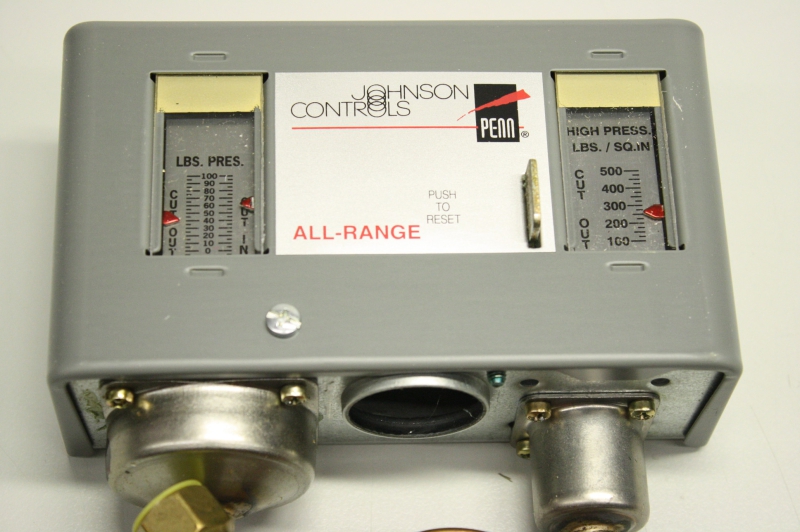 JOHNSON
CONTROLS
PENN®
LBS. PRES.
100
90
80
70
60
50
40
30
20
10
0
CUT OUT
CUT IN
PUSH
TO
RESET
ALL-RANGE
HIGH PRESS.
LBS. / SQ.IN
500
400
300
200
100
CUT OUT